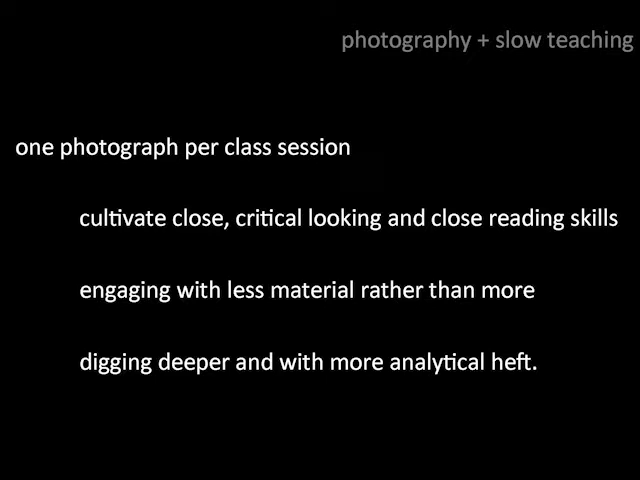 photography + slow teaching
one photograph per class session
cultivate close, critical looking and close reading skills
engaging with less material rather than more
digging deeper and with more analytical heft.